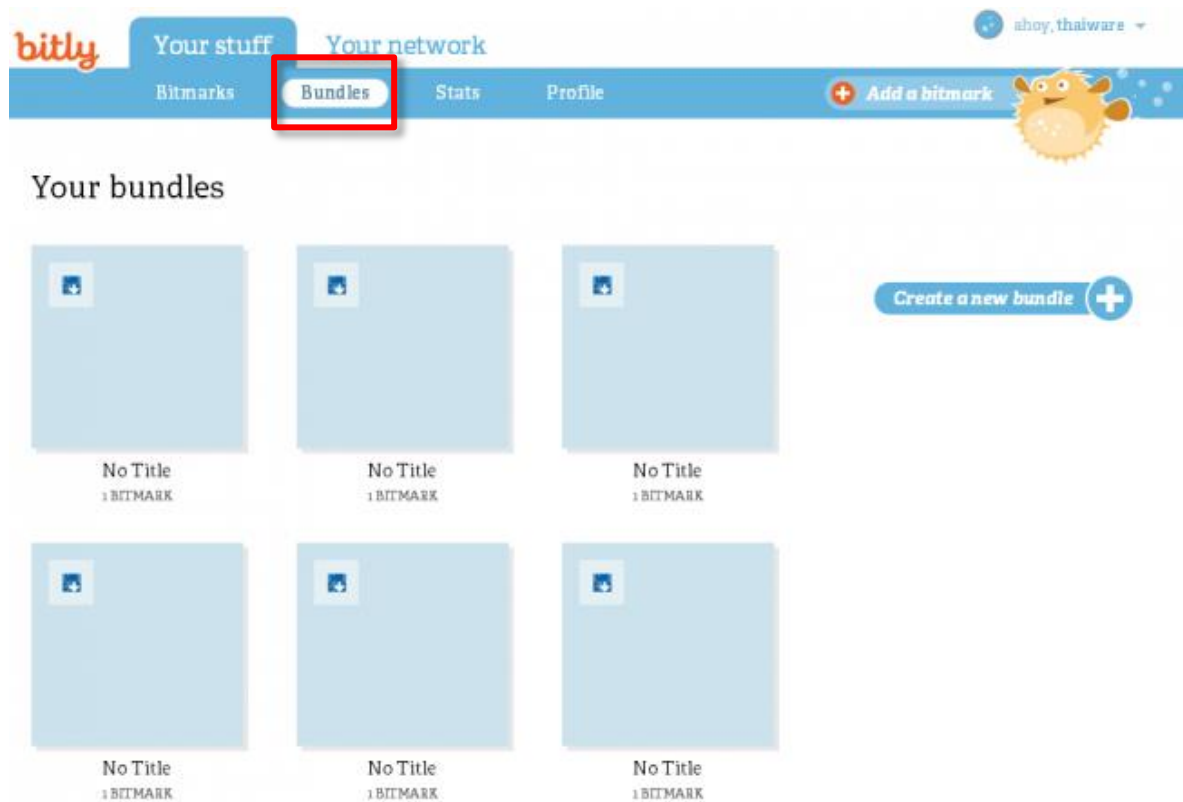 bitly
Your stuff
Your network
ahoy, thaiware
Bitmarks
Bundles
Stats
Profile
Add a bitmark
Your bundles
Create a new bundle
No Title
1 BITMARK
No Title
1 BITMARK
No Title
1 BITMARK
No Title
1 BITMARK
No Title
1 BITMARK
No Title
1 BITMARK